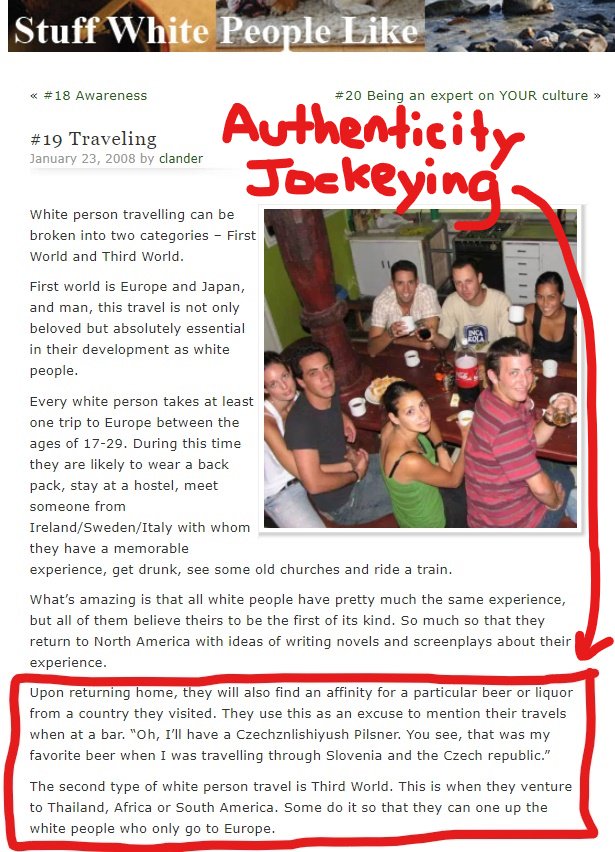 Stuff White People Like
« #18 Awareness
#20 Being an expert on YOUR culture »
Authenticity
Jockeying
#19 Traveling
January 23, 2008 by clander
White person travelling can be
broken into two categories – First
World and Third World.
First world is Europe and Japan,
and man, this travel is not only
beloved but absolutely essential
in their development as white
people.
Every white person takes at least
one trip to Europe between the
ages of 17-29. During this time
they are likely to wear a back
pack, stay at a hostel, meet
someone from
Ireland/Sweden/Italy with whom
they have a memorable
experience, get drunk, see some old churches and ride a train.
INCA
KOLA
What’s amazing is that all white people have pretty much the same experience,
but all of them believe theirs to be the first of its kind. So much so that they
return to North America with ideas of writing novels and screenplays about their
experience.
Upon returning home, they will also find an affinity for a particular beer or liquor
from a country they visited. They use this as an excuse to mention their travels
when at a bar. “Oh, I’ll have a Czechznlishiyush Pilsner. You see, that was my
favorite beer when I was travelling through Slovenia and the Czech republic.”
The second type of white person travel is Third World. This is when they venture
to Thailand, Africa or South America. Some do it so that they can one up the
white people who only go to Europe.